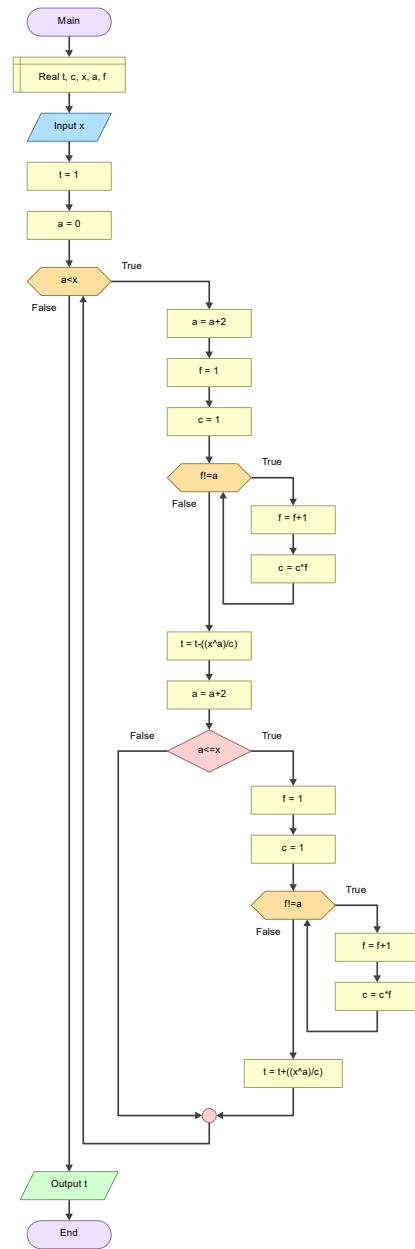 Main
Real t, c, x, a, f
Input x
t = 1
a = 0
a<x
True
False
a = a+2
f = 1
c = 1
f!=a
True
False
f = f+1
c = c*f
t = t-((x^a)/c)
a = a+2
a<=x
False
True
f = 1
c = 1
f!=a
True
False
f = f+1
c = c*f
t = t+((x^a)/c)
Output t
End